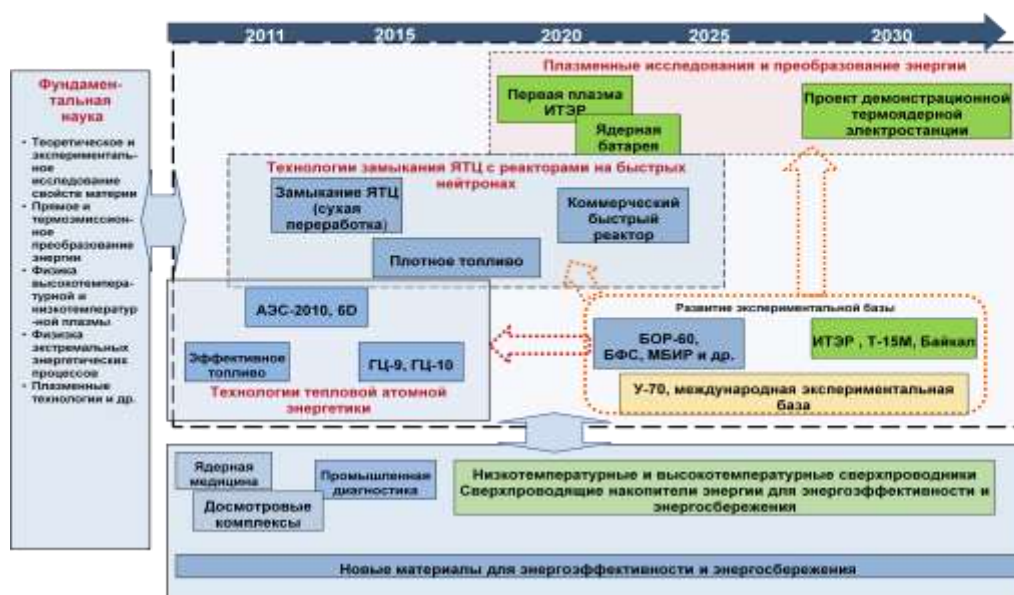 2011 2015 2020 2025 2030
Фундамен-
тальная
наука
• Теоретическое и
эксперименталь-
ное
исследование
свойств материи
• Прямое и
термоэмиссион-
ное
преобразование
энергии
• Физика
высокотемпера-
турной и
низкотемператур
-ной плазмы
• Физизка
экстремальных
энергетических
процессов
• Плазменные
технологии и др.
Плазменные исследования и преобразование энергии
Первая плазма
ИТЭР
Ядерная
батарея
Проект демонстрационной
термоядерной
электростанции
Технологии замыкания ЯТЦ с реакторами на быстрых
нейтронах
Замыкание ЯТЦ
(сухая
переработка)
Коммерческий
быстрый
реактор
Плотное топливо
АЭС-2010, 6D
Эффективное
топливо
ГЦ-9, ГЦ-10
Технологии тепловой атомной
энергетики
Развитие экспериментальной базы
БОР-60,
БФС, МБИР и др.
ИТЭР , Т-15М, Байкал
У-70, международная экспериментальная
база
Ядерная
медицина
Промышленная
диагностика
Досмотровые
комплексы
Низкотемпературные и высокотемпературные сверхпроводники
Сверхпроводящие накопители энергии для энергоэффективности и
энергосбережения
Новые материалы для энергоэффективности и энергосбережения